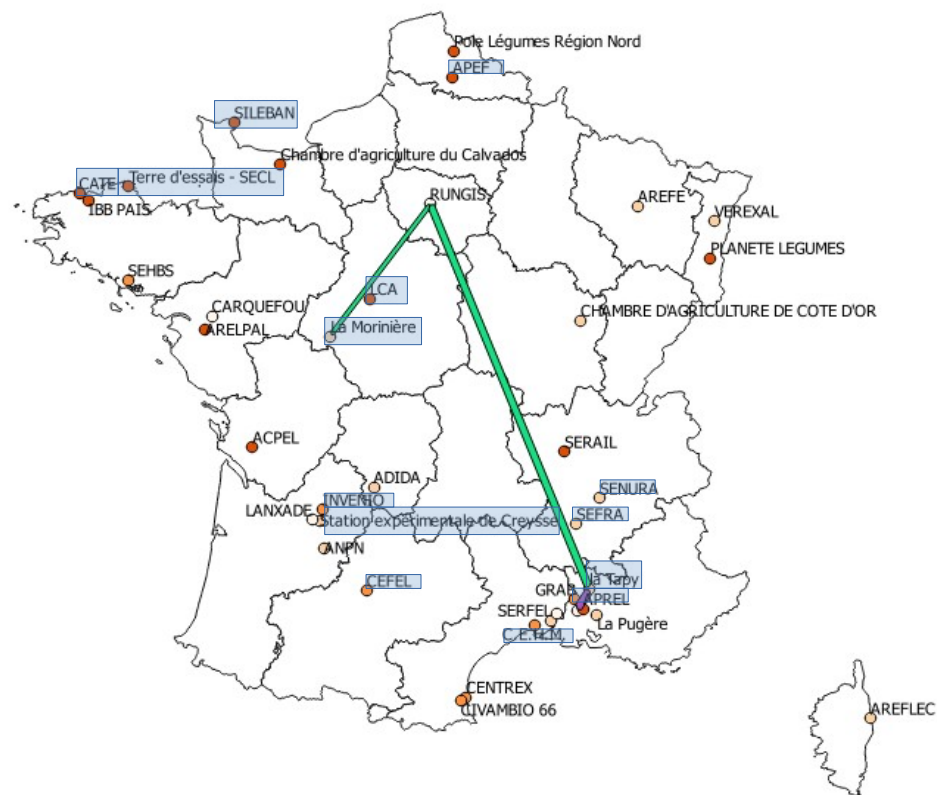 Pole Légumes Région Nord
APEF
SILEBAN
Chambre d'agriculture du Calvados
CATE
Terre d'essais - SECL
IBB PAIS
RUNGIS
AREFE
VEREXAL
PLANETE LEGUMES
SEHBS
LCA
CARQUEFOU
CHAMBRE D'AGRICULTURE DE COTE D'OR
ARELPAL
La Morinière
ACPEL
SERAIL
ADIDA
SENURA
INVENIO
LANXADE
Station expérimentale de Creysse
SEFRA
ANPN
CEFEL
la Tapy
GRAB
APREL
SERFEL
La Pugère
C.E.H.M.
CENTREX
CIVAMBIO 66
AREFLEC